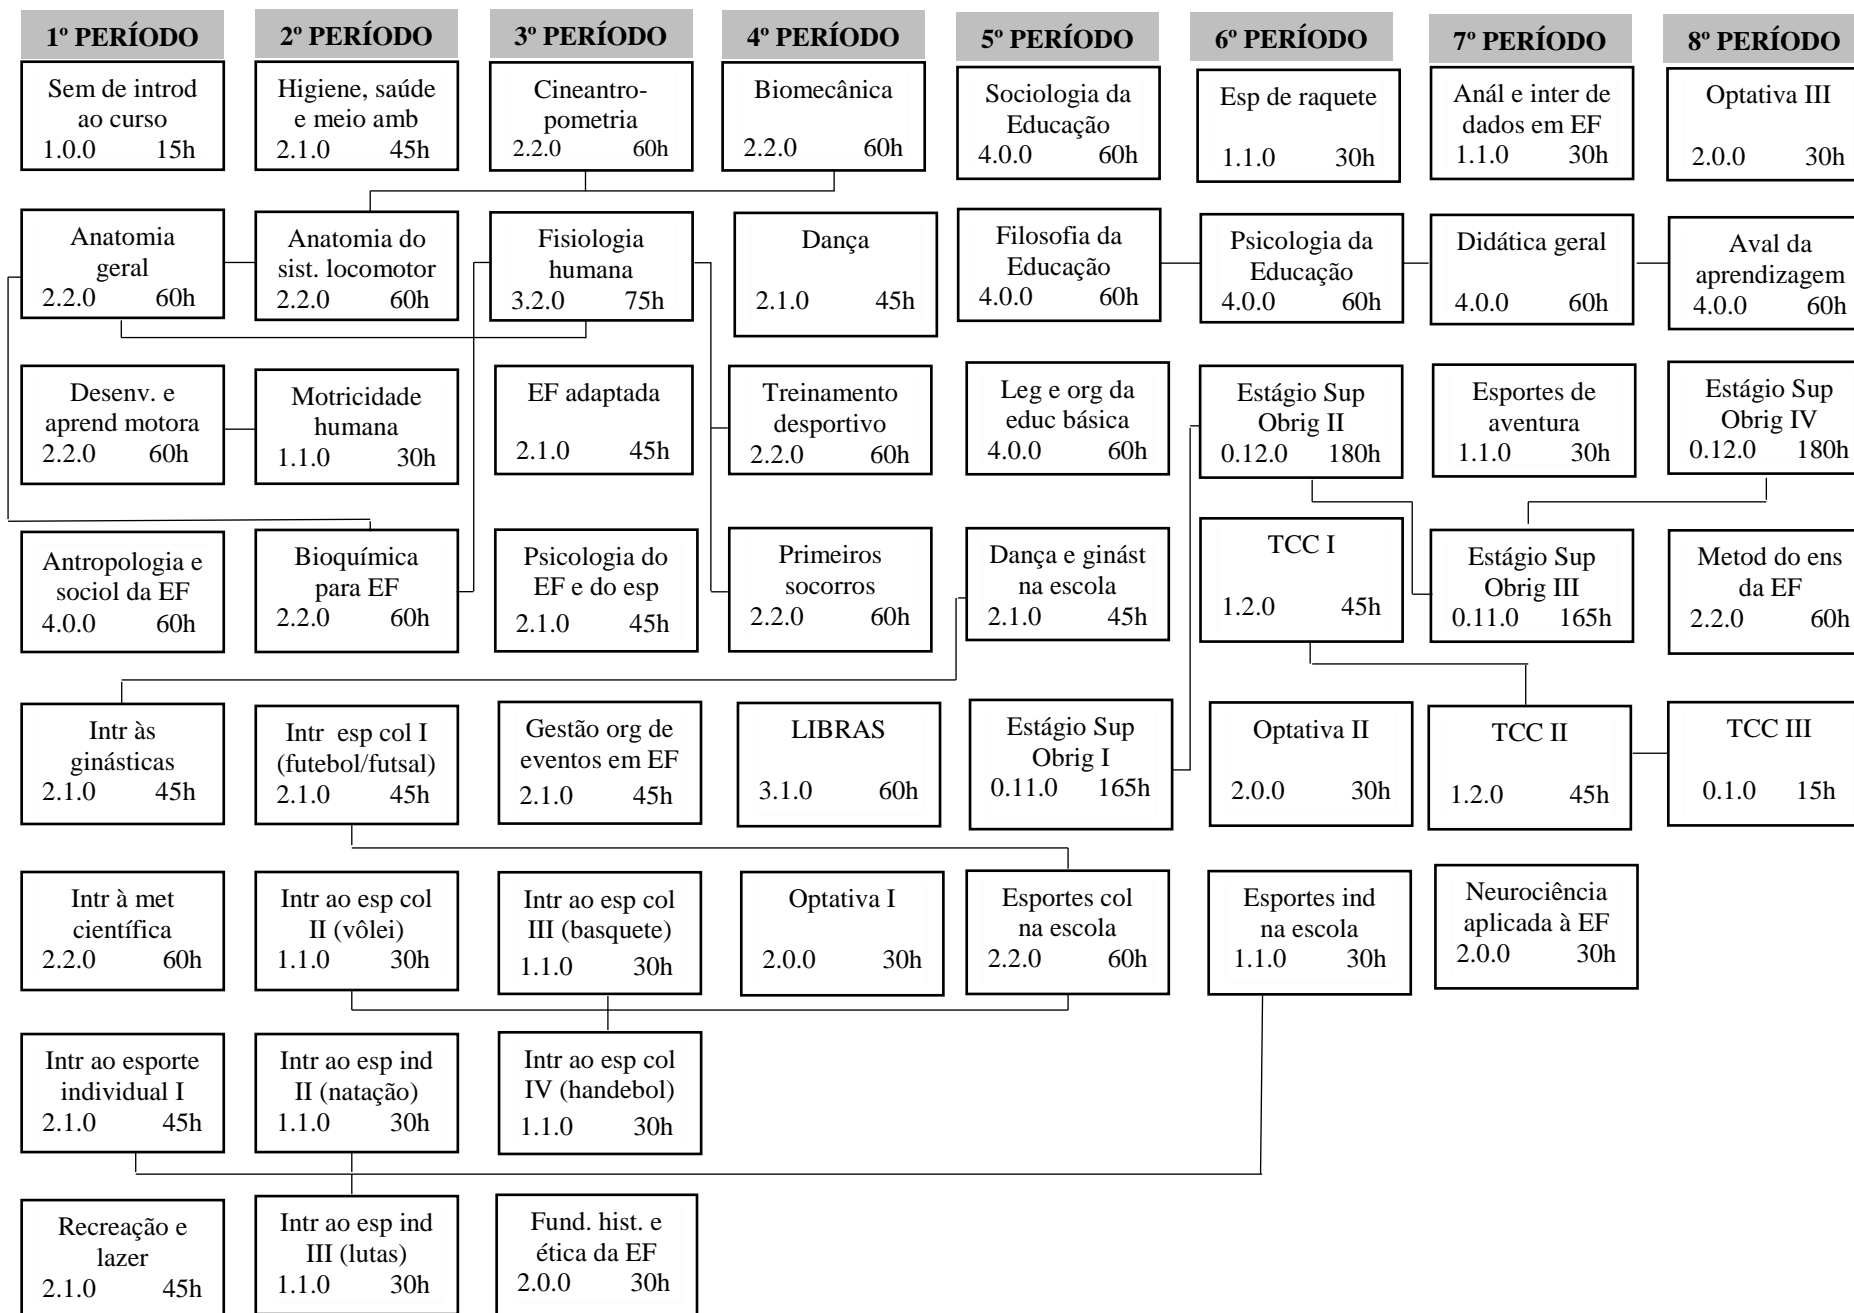 1º PERÍODO
2º PERÍODO
3º PERÍODO
4º PERÍODO
5º PERÍODO
6º PERÍODO
7º PERÍODO
8º PERÍODO
Sem de introd
ao curso
1.0.0 15h
Higiene, saúde
e meio amb
2.1.0 45h
Cineantro-
pometria
2.2.0 60h
Biomecânica
2.2.0 60h
Sociologia da
Educação
4.0.0 60h
Esp de raquete
1.1.0 30h
Anál e inter de
dados em EF
1.1.0 30h
Optativa III
2.0.0 30h
Anatomia
geral
2.2.0 60h
Anatomia do
sist. locomotor
2.2.0 60h
Fisiologia
humana
3.2.0 75h
Dança
2.1.0 45h
Filosofia da
Educação
4.0.0 60h
Psicologia da
Educação
4.0.0 60h
Didática geral
4.0.0 60h
Aval da
aprendizagem
4.0.0 60h
Desenv. e
aprend motora
2.2.0 60h
Motricidade
humana
1.1.0 30h
EF adaptada
2.1.0 45h
Treinamento
desportivo
2.2.0 60h
Leg e org da
educ básica
4.0.0 60h
Estágio Sup
Obrig II
0.12.0 180h
Esportes de
aventura
1.1.0 30h
Estágio Sup
Obrig IV
0.12.0 180h
Antropologia e
sociol da EF
4.0.0 60h
Bioquímica
para EF
2.2.0 60h
Psicologia do
EF e do esp
2.1.0 45h
Primeiros
socorros
2.2.0 60h
Dança e ginást
na escola
2.1.0 45h
TCC I
1.2.0 45h
Estágio Sup
Obrig III
0.11.0 165h
Metod do ens
da EF
2.2.0 60h
Intr às
ginásticas
2.1.0 45h
Intr esp col I
(futebol/futsal)
2.1.0 45h
Gestão org de
eventos em EF
2.1.0 45h
LIBRAS
3.1.0 60h
Estágio Sup
Obrig I
0.11.0 165h
Optativa II
2.0.0 30h
TCC II
1.2.0 45h
TCC III
0.1.0 15h
Intr à met
científica
2.2.0 60h
Intr ao esp col
II (vôlei)
1.1.0 30h
Intr ao esp col
III (basquete)
1.1.0 30h
Optativa I
2.0.0 30h
Esportes col
na escola
2.2.0 60h
Esportes ind
na escola
1.1.0 30h
Neurociência
aplicada à EF
2.0.0 30h
Intr ao esporte
individual I
2.1.0 45h
Intr ao esp ind
II (natação)
1.1.0 30h
Intr ao esp col
IV (handebol)
1.1.0 30h
Recreação e
lazer
2.1.0 45h
Intr ao esp ind
III (lutas)
1.1.0 30h
Fund. hist. e
ética da EF
2.0.0 30h